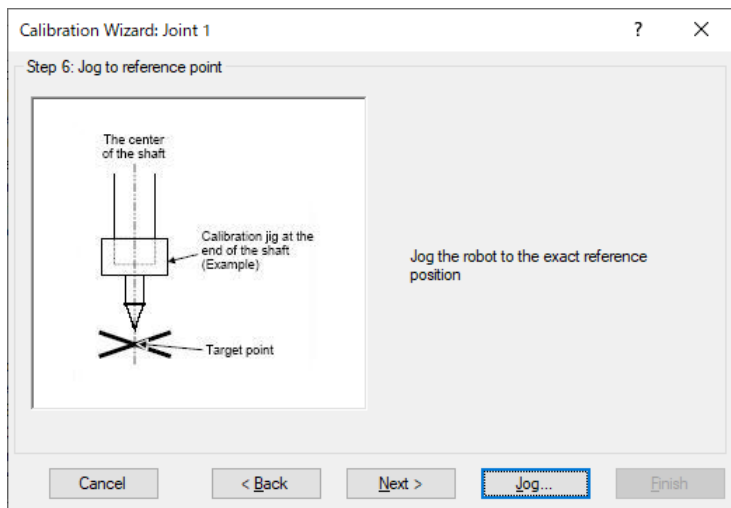 Calibration Wizard: Joint 1
?
Step 6: Jog to reference point
The center
of the shaft
Calibration jig at the
end of the shaft
(Example)
Target point
Jog the robot to the exact reference
position
Cancel
< Back
Next >
Jog...
Finish